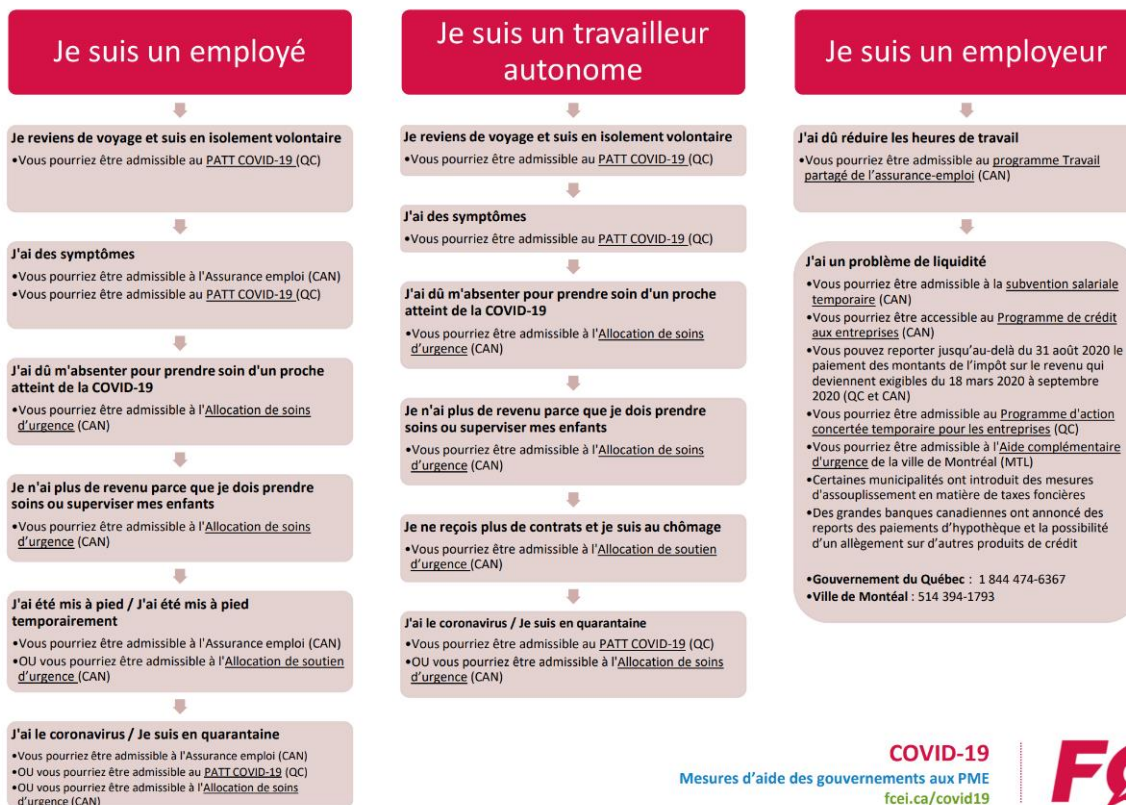 Je suis un employé
Je reviens de voyage et suis en isolement volontaire
•Vous pourriez être admissible au PATT COVID-19 (QC)
J'ai des symptômes
•Vous pourriez être admissible à l'Assurance emploi (CAN)
•Vous pourriez être admissible au PATT COVID-19 (QC)
J'ai dû m'absenter pour prendre soin d'un proche
atteint de la COVID-19
•Vous pourriez être admissible à l'Allocation de soins
d'urgence (CAN)
Je n'ai plus de revenu parce que je dois prendre
soins ou superviser mes enfants
•Vous pourriez être admissible à l'Allocation de soins
d'urgence (CAN)
J'ai été mis à pied / J'ai été mis à pied
temporairement
•Vous pourriez être admissible à l'Assurance emploi (CAN)
•OU vous pourriez être admissible à l'Allocation de soutien
d'urgence (CAN)
J'ai le coronavirus / Je suis en quarantaine
•Vous pourriez être admissible à l'Assurance emploi (CAN)
•OU vous pourriez être admissible au PATT COVID-19 (QC)
•OU vous pourriez être admissible à l'Allocation de soins
d'urgence (CAN)
Je suis un travailleur
autonome
Je reviens de voyage et suis en isolement volontaire
•Vous pourriez être admissible au PATT COVID-19 (QC)
J'ai des symptômes
•Vous pourriez être admissible au PATT COVID-19 (QC)
J'ai dû m'absenter pour prendre soin d'un proche
atteint de la COVID-19
•Vous pourriez être admissible à l'Allocation de soins
d'urgence (CAN)
Je n'ai plus de revenu parce que je dois prendre
soins ou superviser mes enfants
•Vous pourriez être admissible à l'Allocation de soins
d'urgence (CAN)
Je ne reçois plus de contrats et je suis au chômage
•Vous pourriez être admissible à l'Allocation de soutien
d'urgence (CAN)
J'ai le coronavirus / Je suis en quarantaine
•Vous pourriez être admissible au PATT COVID-19 (QC)
•OU vous pourriez être admissible à l'Allocation de soins
d'urgence (CAN)
Je suis un employeur
J'ai dû réduire les heures de travail
•Vous pourriez être admissible au programme Travail
partagé de l'assurance-emploi (CAN)
J'ai un problème de liquidité
•Vous pourriez être admissible à la subvention salariale
temporaire (CAN)
•Vous pourriez être accessible au Programme de crédit
aux entreprises (CAN)
•Vous pouvez reporter jusqu'au-delà du 31 août 2020 le
paiement des montants de l'impôt sur le revenu qui
deviennent exigibles du 18 mars 2020 à septembre
2020 (QC et CAN)
•Vous pourriez être admissible au Programme d'action
concertée temporaire pour les entreprises (QC)
•Vous pourriez être admissible à l'Aide complémentaire
d'urgence de la ville de Montréal (MTL)
•Certaines municipalités ont introduit des mesures
d'assouplissement en matière de taxes foncières
•Des grandes banques canadiennes ont annoncé des
reports des paiements d'hypothèque et la possibilité
d'un allègement sur d'autres produits de crédit
•Gouvernement du Québec : 1 844 474-6367
•Ville de Montéal : 514 394-1793
COVID-19
Mesures d'aide des gouvernements aux PME
fcei.ca/covid19